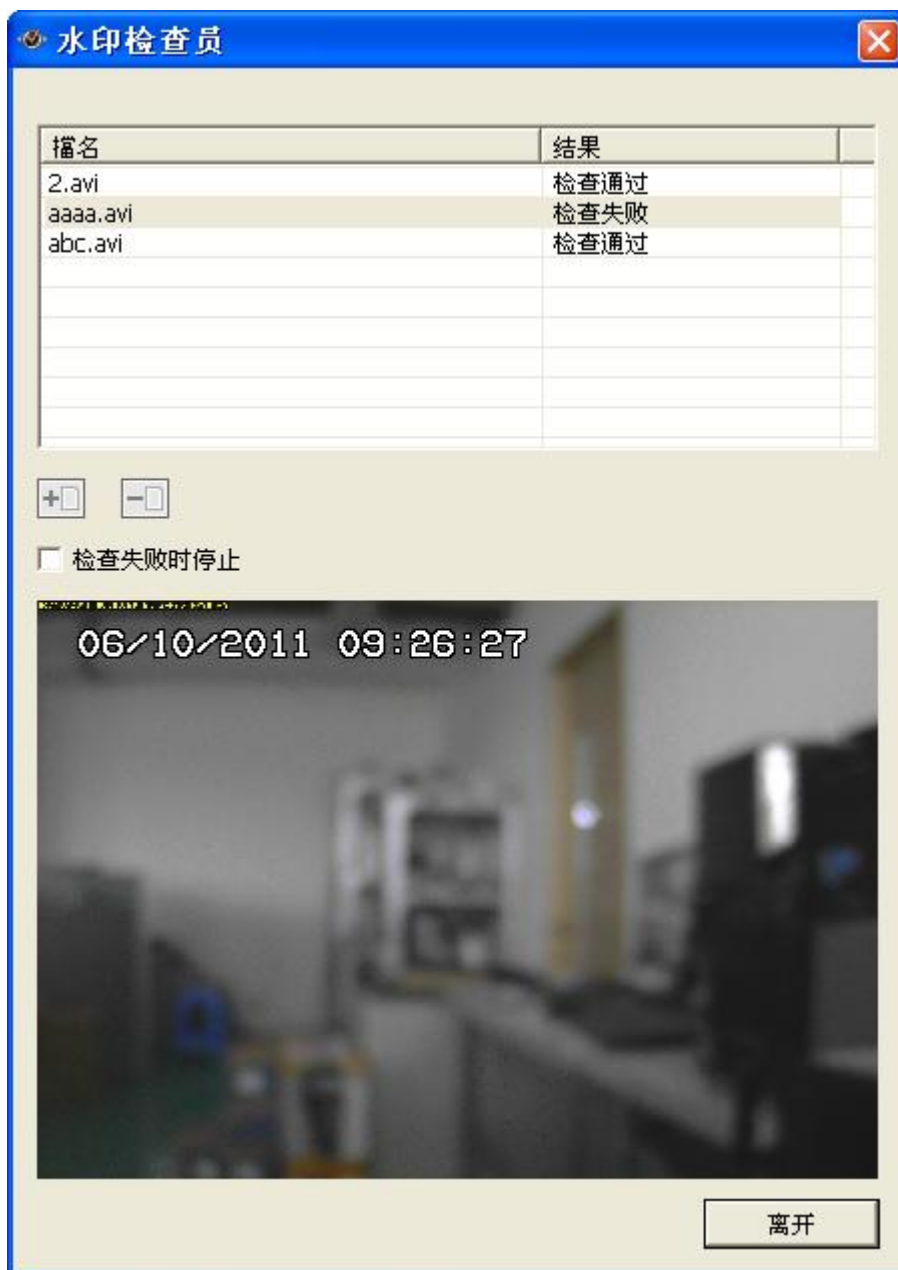 水印检查员
檔名 结果
2.avi 检查通过
aaaa.avi 检查失败
abc.avi 检查通过
检查失败时停止
06/10/2011 09:26:27
离开